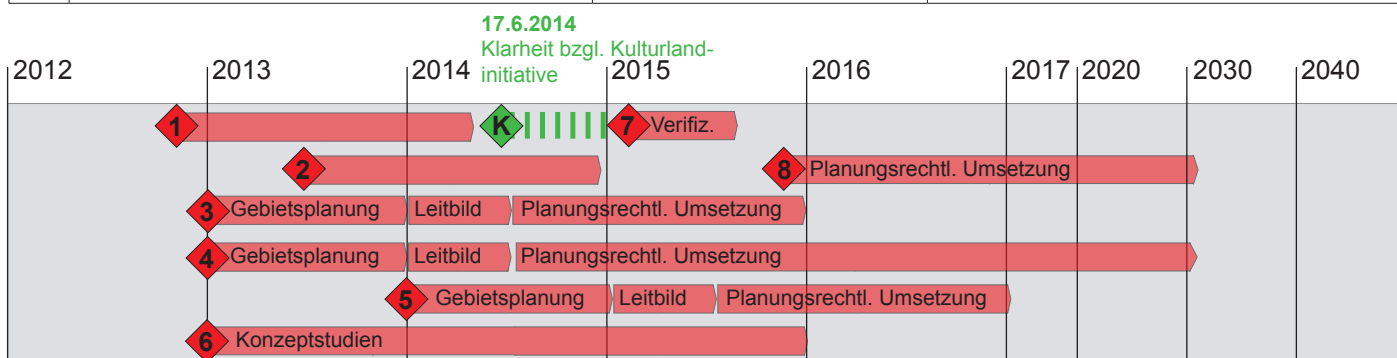 17.6.2014
Klarheit bzgl. Kulturland-
initiative
2012 2013 2014 2015 2016 2017 2020 2030 2040
1 K 7 Verifiz.
2 8 Planungsrechtl. Umsetzung
3 Gebietsplanung Leitbild Planungsrechtl. Umsetzung
4 Gebietsplanung Leitbild Planungsrechtl. Umsetzung
5 Gebietsplanung Leitbild Planungsrechtl. Umsetzung
6 Konzeptstudien